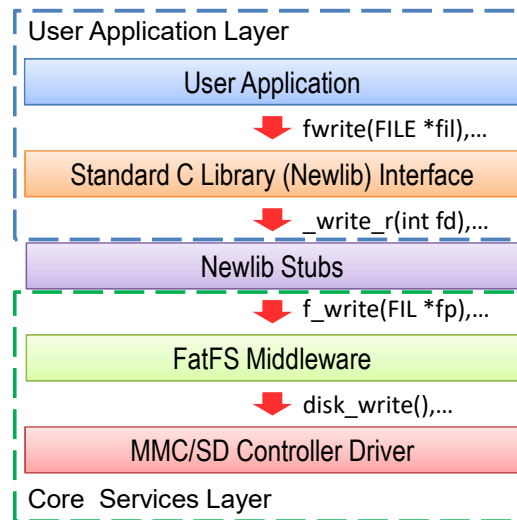 User Application Layer
User Application
fwrite(FILE *fil),...
Standard C Library (Newlib) Interface
_write_r(int fd),...
Newlib Stubs
f_write(FIL *fp),...
FatFS Middleware
disk_write(),...
MMC/SD Controller Driver
Core Services Layer